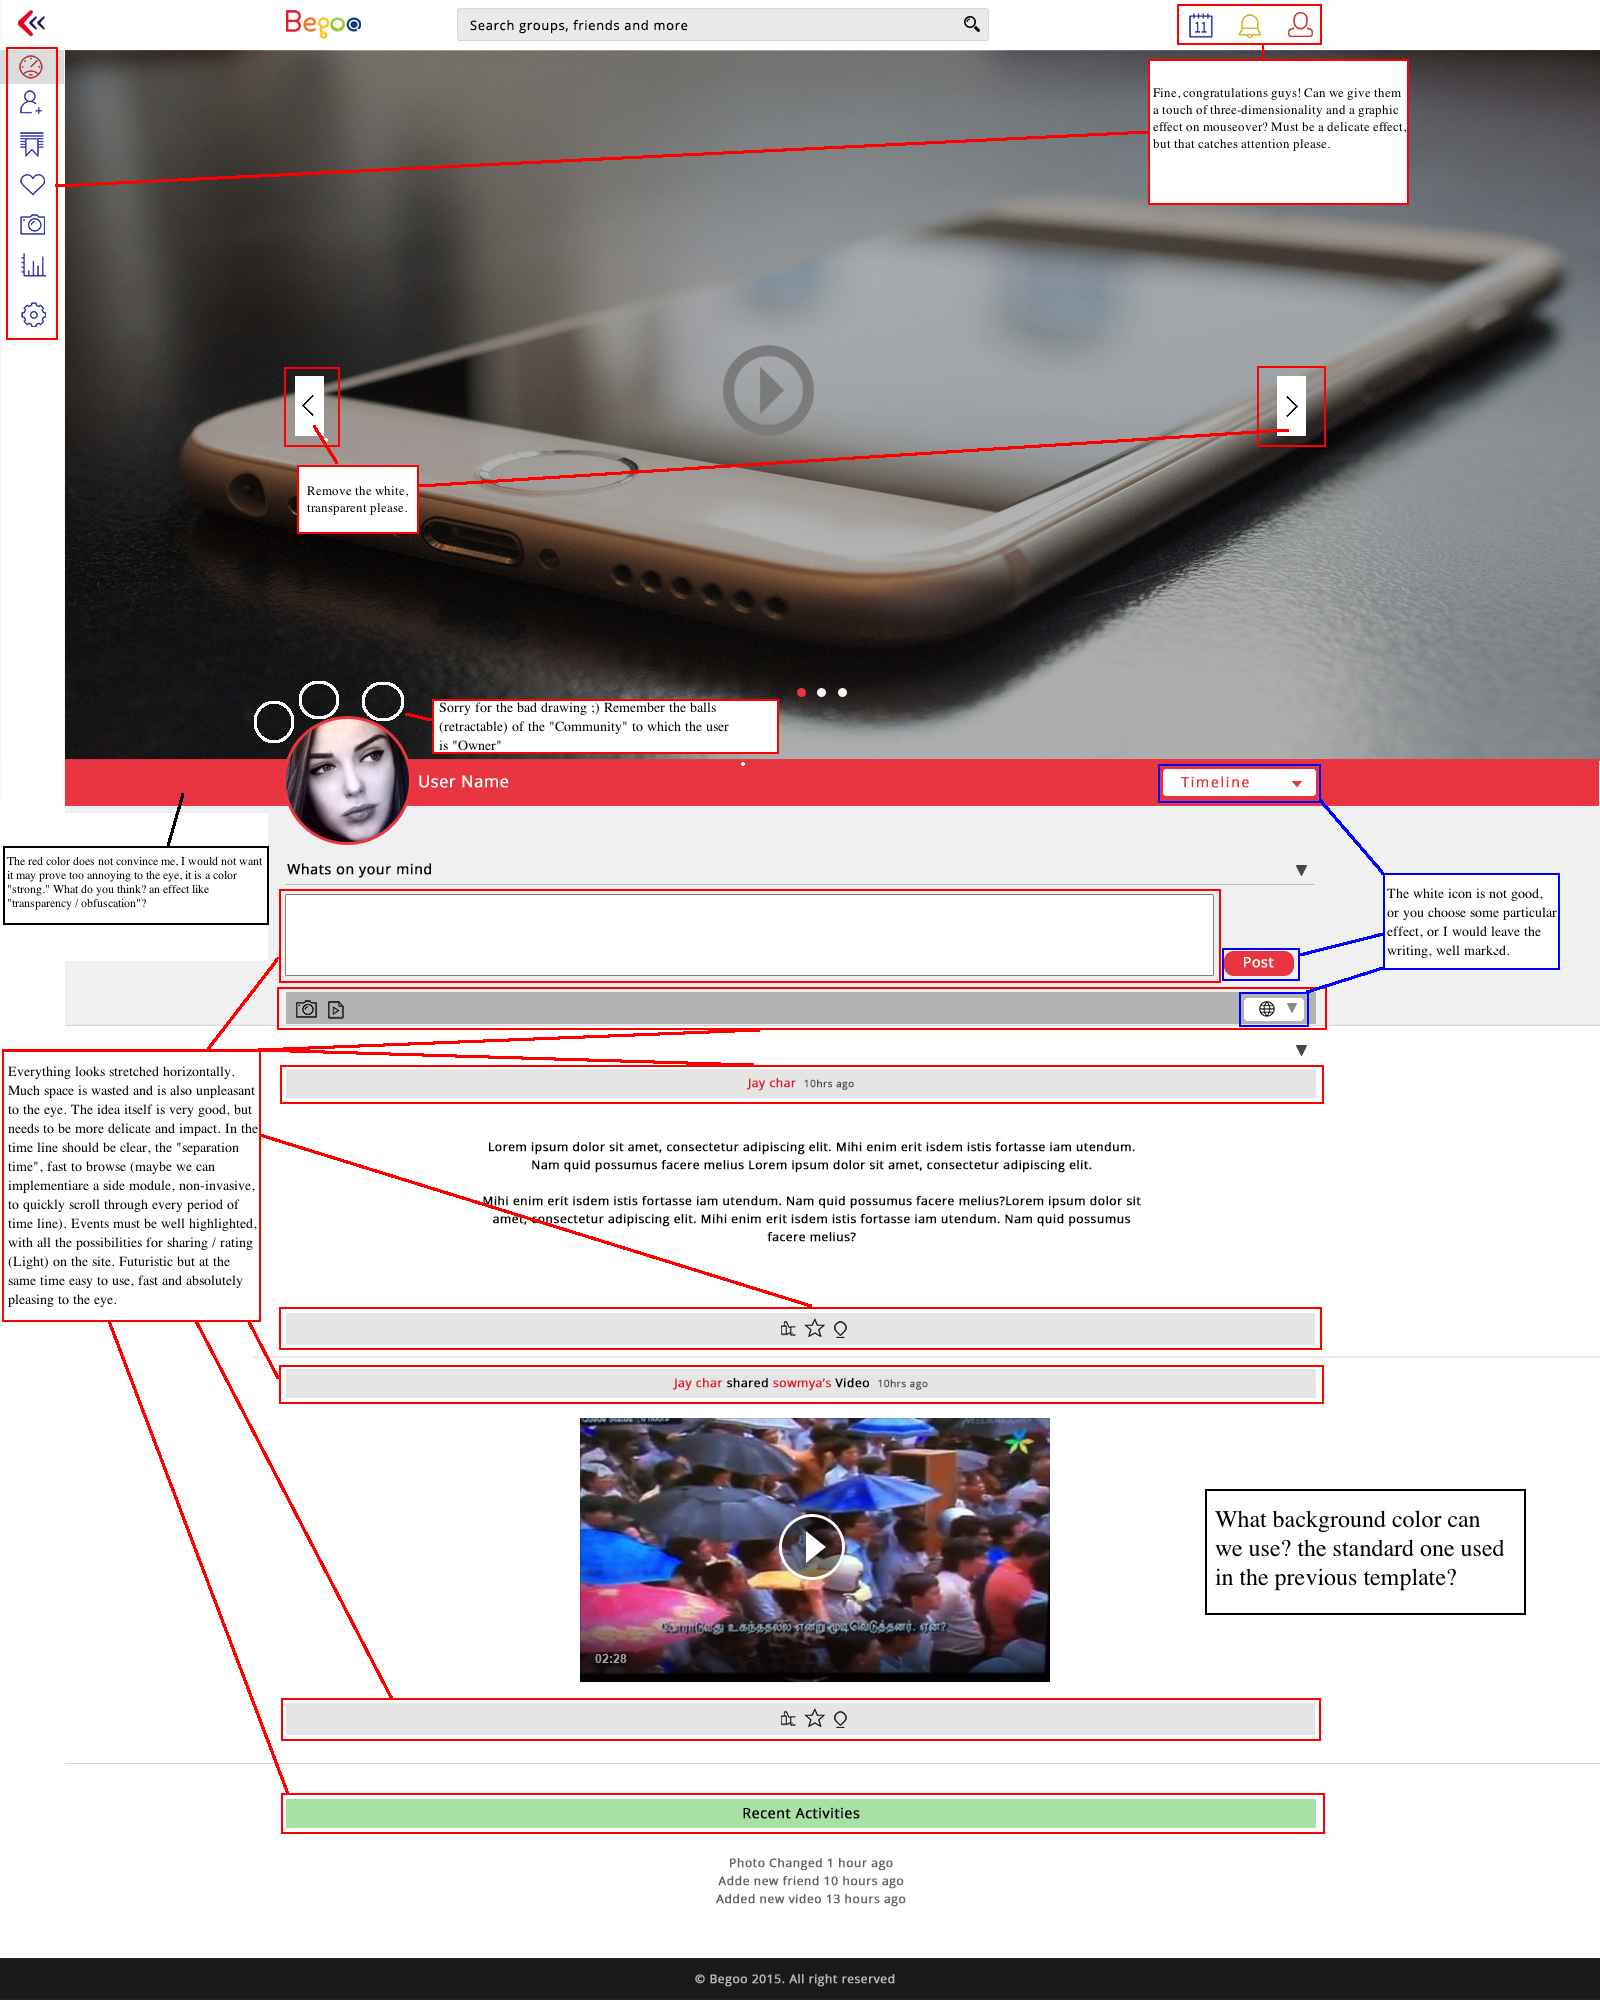 Begoo
Search groups, friends and more
11
Fine, congratulations guys! Can we give them
a touch of three-dimensionality and a graphic
effect on mouseover? Must be a delicate effect,
but that catches attention please.
Remove the white,
transparent please.
Sorry for the bad drawing ;) Remember the balls
(retractable) of the "Community" to which the user
is "Owner"
User Name
Timeline
The red color does not convince me, I would not want
it may prove too annoying to the eye, it is a color
"strong." What do you think? an effect like
"transparency / obfuscation"?
Whats on your mind
The white icon is not good,
or you choose some particular
effect, or I would leave the
writing, well marked.
Post
Everything looks stretched horizontally.
Much space is wasted and is also unpleasant
to the eye. The idea itself is very good, but
needs to be more delicate and impact. In the
time line should be clear, the "separation
time", fast to browse (maybe we can
implementiare a side module, non-invasive,
to quickly scroll through every period of
time line). Events must be well highlighted,
with all the possibilities for sharing / rating
(Light) on the site. Futuristic but at the
same time easy to use, fast and absolutely
pleasing to the eye.
Jay char 10hrs ago
Lorem ipsum dolor sit amet, consectetur adipiscing elit. Mihi enim erit isdem istis fortasse iam utendum.
Nam quid possumus facere melius Lorem ipsum dolor sit amet, consectetur adipiscing elit.
Mihi enim erit isdem istis fortasse iam utendum. Nam quid possumus facere melius?Lorem ipsum dolor sit
amet, consectetur adipiscing elit. Mihi enim erit isdem istis fortasse iam utendum. Nam quid possumus
facere melius?
Jay char shared sowmya's Video 10hrs ago
உகந்ததல்ல என்று முடிவெடுத்தனர். ஏன்?
02:28
What background color can
we use? the standard one used
in the previous template?
Recent Activities
Photo Changed 1 hour ago
Adde new friend 10 hours ago
Added new video 13 hours ago
© Begoo 2015. All right reserved